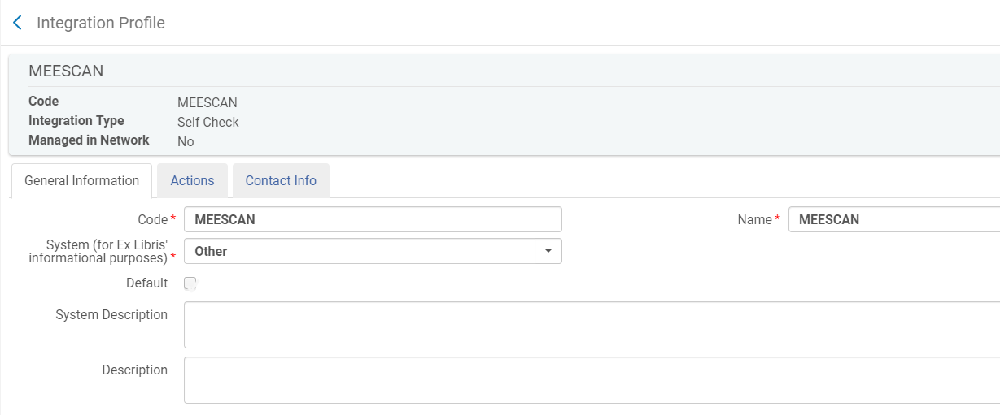 Integration Profile
MEESCAN
Code MEESCAN
Integration Type Self Check
Managed in Network No
General Information Actions Contact Info
Code * MEESCAN Name * MEESCAN
System (for Ex Libris'
informational purposes) * Other
Default
System Description
Description